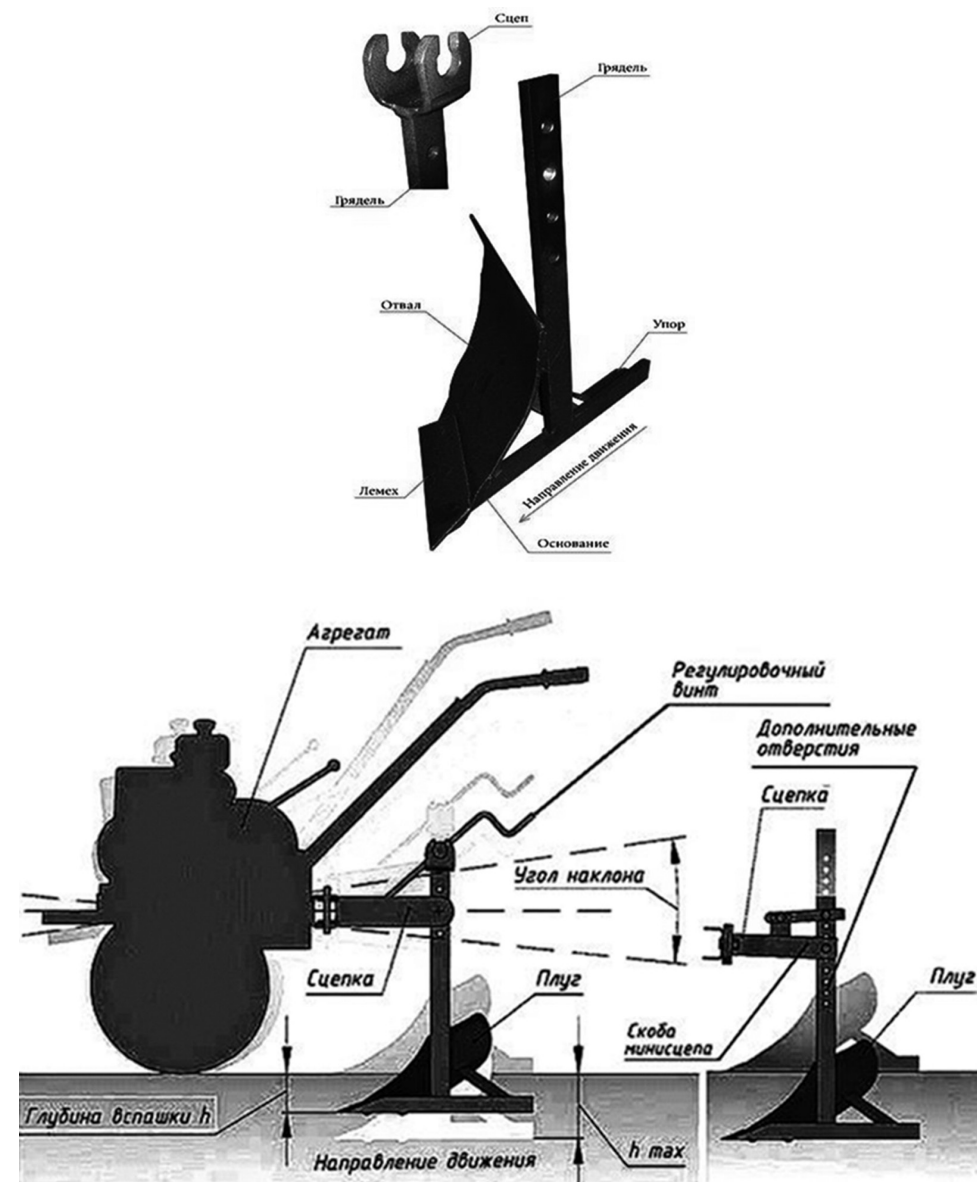 Сцеп
Грядель
Грядель
Отвал
Упор
Направление движения
Лемех
Основание
Агрегат
Регулировочный
винт
Дополнительные
отверстия
Сцепка
Угол наклона
Сцепка
Плуг
Плуг
Скоба
минисцепа
Глубина вспашки h
Направление движения
h max